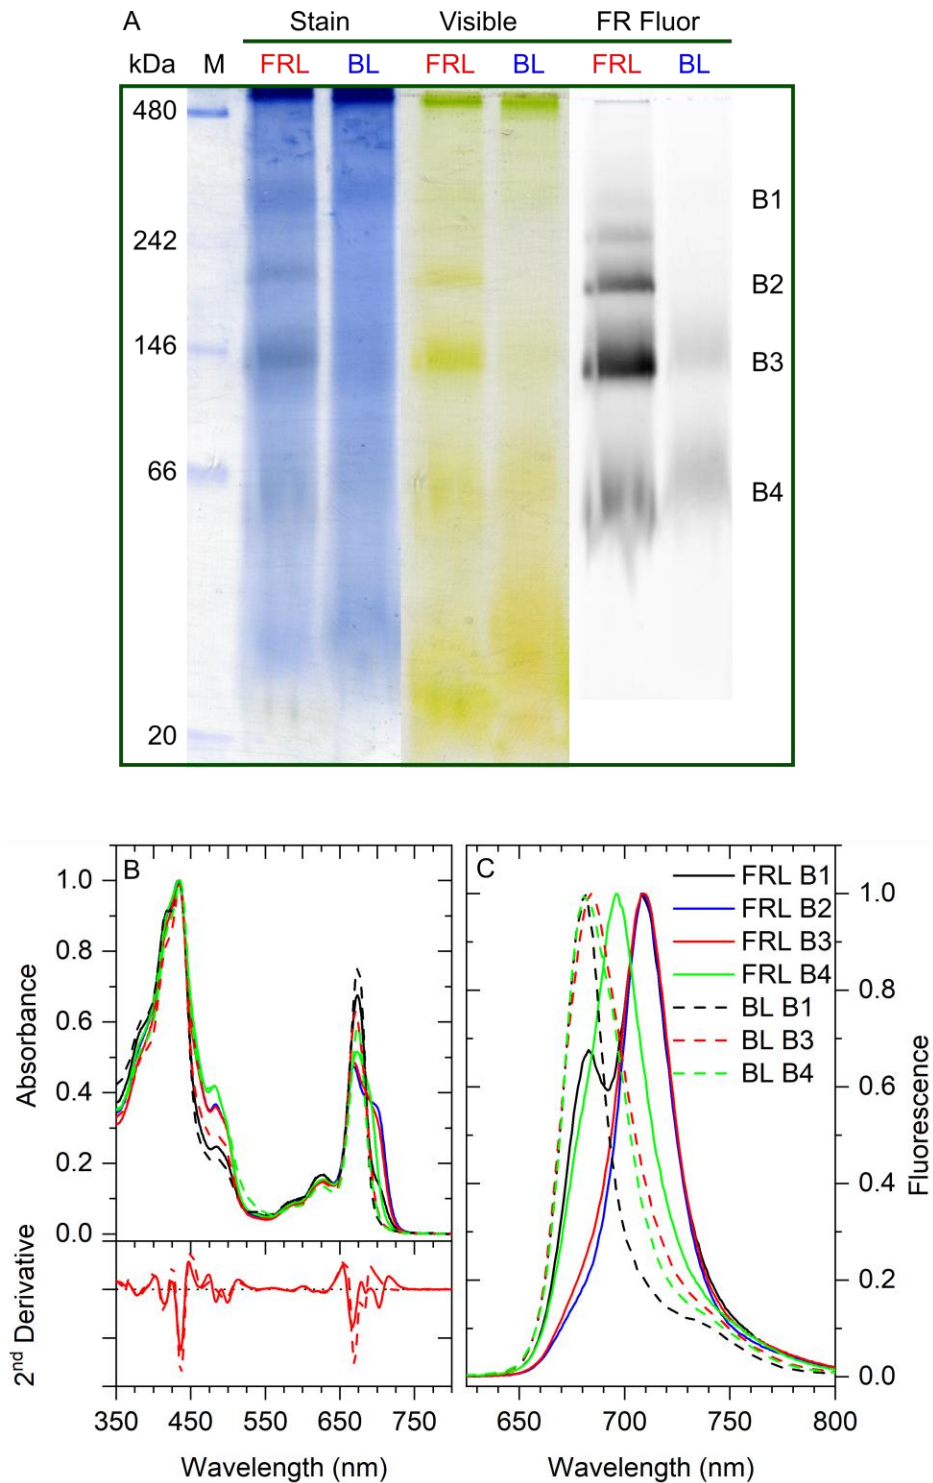 A Stain Visible FR Fluor
kDa M FRL BL FRL BL FRL BL
480
B1
242
B2
146
B3
66
B4
20
B
C
1.0
0.8
0.6
0.4
0.2
0.0
Absorbance
2nd Derivative
350 450 550 650 750
Wavelength (nm)
FRL B1
FRL B2
FRL B3
FRL B4
BL B1
BL B3
BL B4
1.0
0.8
0.6
0.4
0.2
0.0
Fluorescence
650 700 750 800
Wavelength (nm)